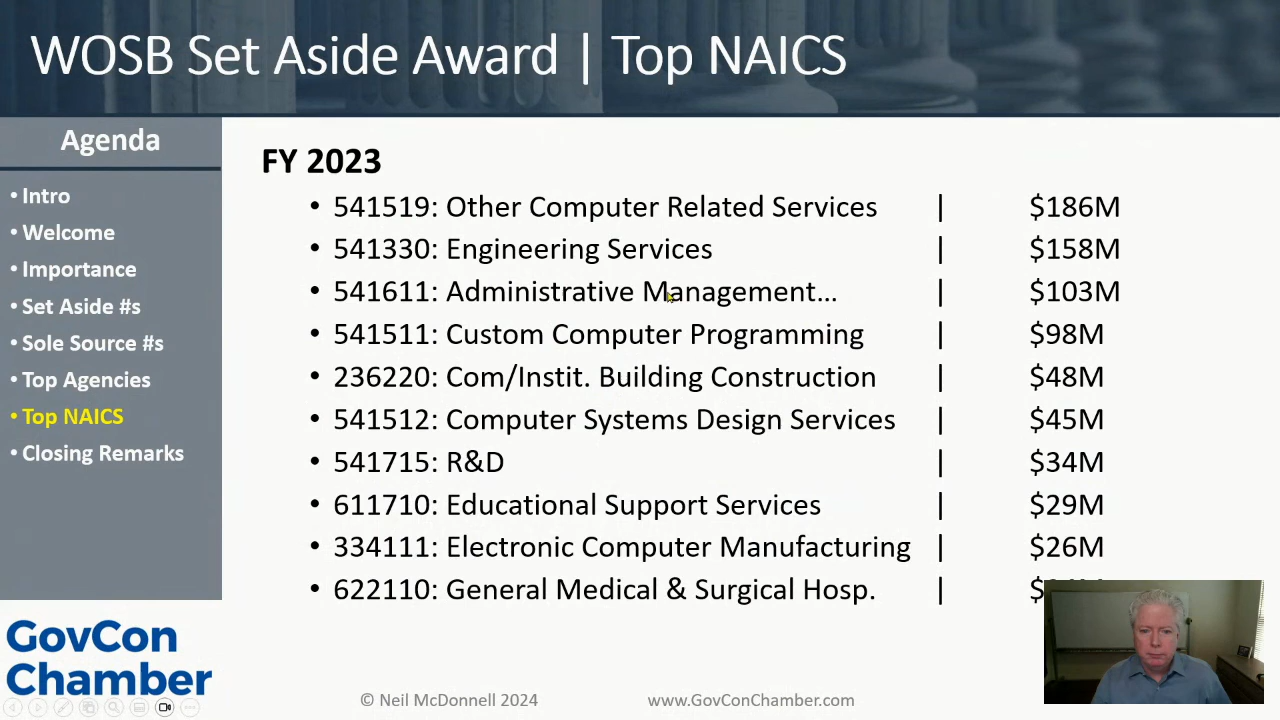 WOSB Set Aside Award | Top NAICS
Agenda
• Intro
• Welcome
• Importance
• Set Aside #s
• Sole Source #s
• Top Agencies
• Top NAICS
• Closing Remarks
FY 2023
• 541519: Other Computer Related Services | $186M
• 541330: Engineering Services | $158M
• 541611: Administrative Management… | $103M
• 541511: Custom Computer Programming | $98M
• 236220: Com/Instit. Building Construction | $48M
• 541512: Computer Systems Design Services | $45M
• 541715: R&D | $34M
• 611710: Educational Support Services | $29M
• 334111: Electronic Computer Manufacturing | $26M
• 622110: General Medical & Surgical Hosp. | $
GovCon
Chamber
© Neil McDonnell 2024 www.GovConChamber.com